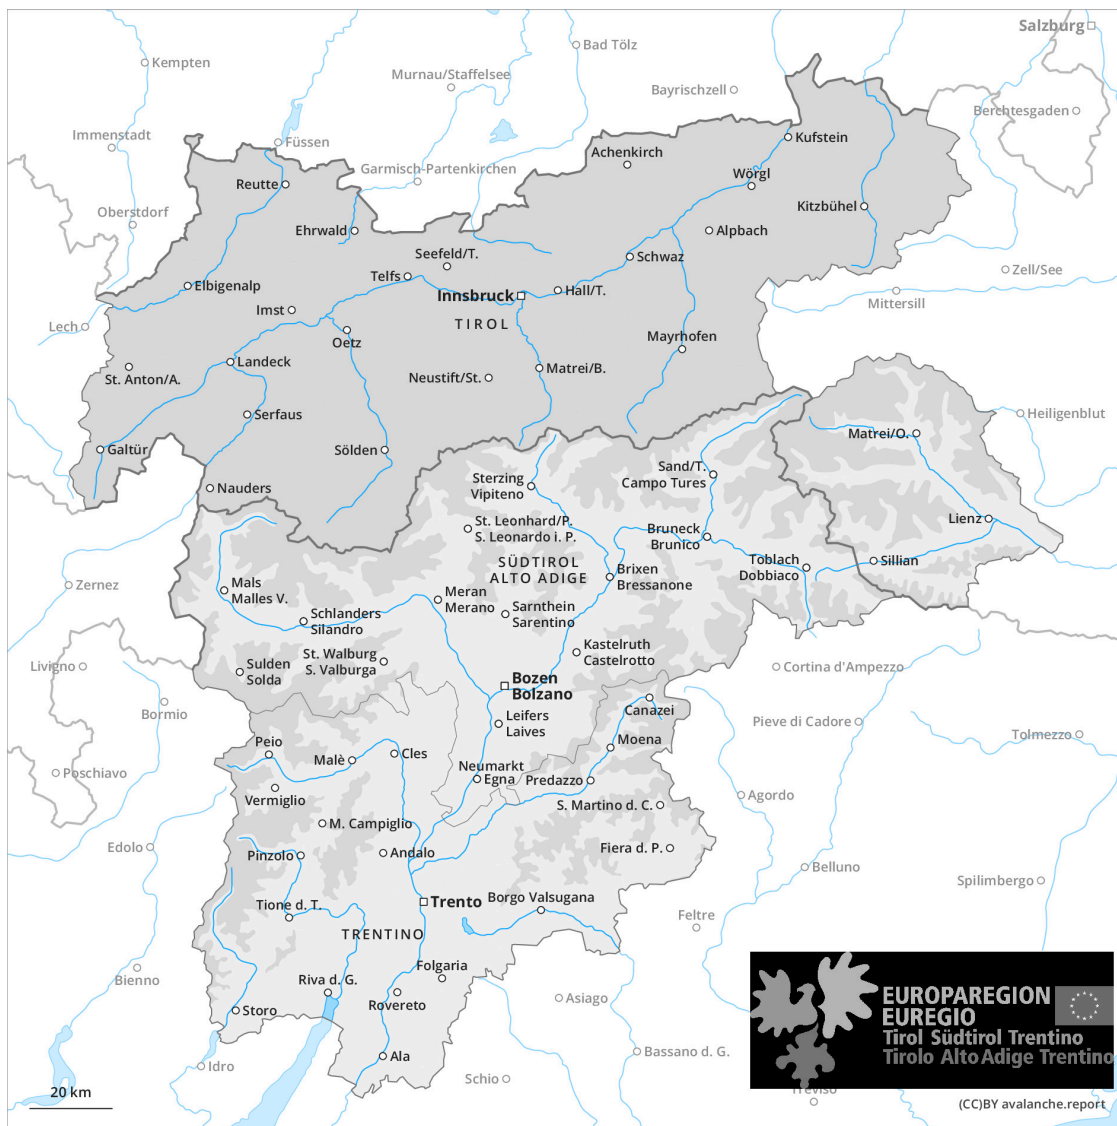 Salzburg
Bad Tölz
Kempten
Murnau/Staffelsee
Bayrischzell
Berchtesgaden
Immenstadt
Füssen
Kufstein
Achenkirch
Garmisch-Partenkirchen
Wörgl
Reutte
Kitzbühel
Oberstdorf
Ehrwald
Alpbach
Seefeld/T.
Schwaz
Telfs
Zell/See
Elbigenalp
Innsbruck
Hall/T.
Mittersill
Imst
TIROL
Lech
Oetz
Mayrhofen
Landeck
Matrei/B.
St. Anton/A.
Neustift/St.
Serfaus
Heiligenblut
Matrei/O.
Galtür
Sölden
Sand/T.
Campo Tures
Sterzing
Vipiteno
Nauders
Lienz
St. Leonhard/P.
S. Leonardo i. P.
Bruneck
Brunico
SÜDTIROL
ALTO ADIGE
Toblach
Dobbiaco
Sillian
Brixen
Bressanone
Zernez
Mals
Malles V.
Meran
Merano
Schlanders
Silandro
Sarnthein
Sarentino
Kastelruth
Castelrotto
St. Walburg
S. Valburga
Livigno
Sulden
Solda
Cortina d'Ampezzo
Bozen
Bolzano
Bormio
Canazei
Leifers
Laives
Pieve di Cadore
Tolmezzo
Moena
Peio
Malè
Cles
Neumarkt
Egna
Predazzo
Poschiavo
Vermiglio
S. Martino d. C.
Agordo
M. Campiglio
Edolo
Pinzolo
Andalo
Fiera d. P.
Belluno
Spilimbergo
Trento
Borgo Valsugana
Tione d. T.
Feltre
TRENTINO
Bienno
Folgaria
Riva d. G.
Rovereto
Asiago
Storo
EUROPAREGION
EUREGIO
Tirol Südtirol Trentino
Tirolo Alto Adige Trentino
Ala
Bassano d. G.
Idro
Schio
20 km
Treviso
(CC)BY avalanche.report